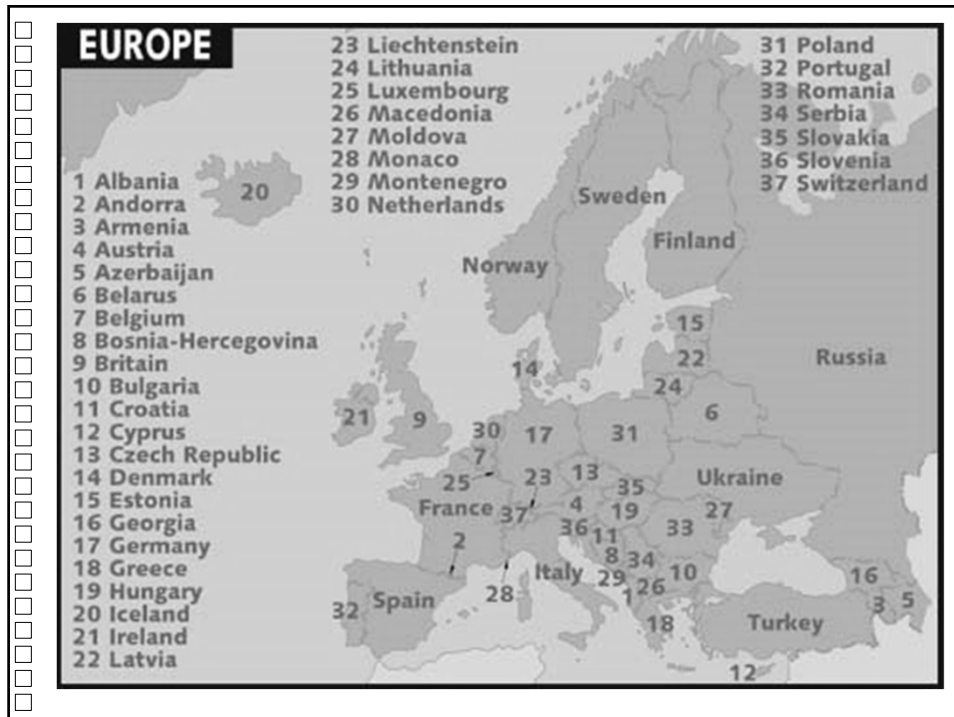 EUROPE
1 Albania
2 Andorra
3 Armenia
4 Austria
5 Azerbaijan
6 Belarus
7 Belgium
8 Bosnia-Hercegovina
9 Britain
10 Bulgaria
11 Croatia
12 Cyprus
13 Czech Republic
14 Denmark
15 Estonia
16 Georgia
17 Germany
18 Greece
19 Hungary
20 Iceland
21 Ireland
22 Latvia
23 Liechtenstein
24 Lithuania
25 Luxembourg
26 Macedonia
27 Moldova
28 Monaco
29 Montenegro
30 Netherlands
31 Poland
32 Portugal
33 Romania
34 Serbia
35 Slovakia
36 Slovenia
37 Switzerland
20
Sweden
Finland
Norway
15
14
22
Russia
24
21
9
6
30
17
31
7
25
23
13
Ukraine
35
France
37
4
19
27
36
11
33
2
8
34
28
Italy
29
26
10
16
32
Spain
1
3
5
18
Turkey
12